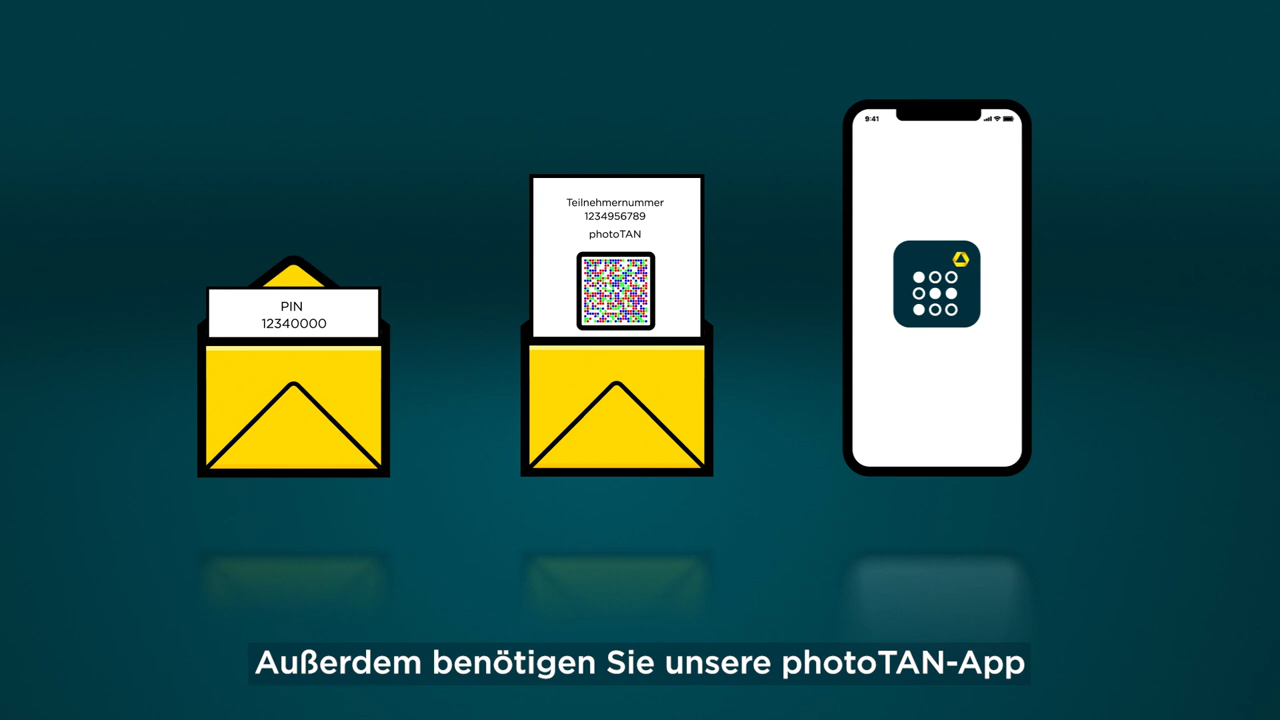 PIN
12340000
Teilnehmernummer
1234956789
photoTAN
9:41
Außerdem benötigen Sie unsere photoTAN-App